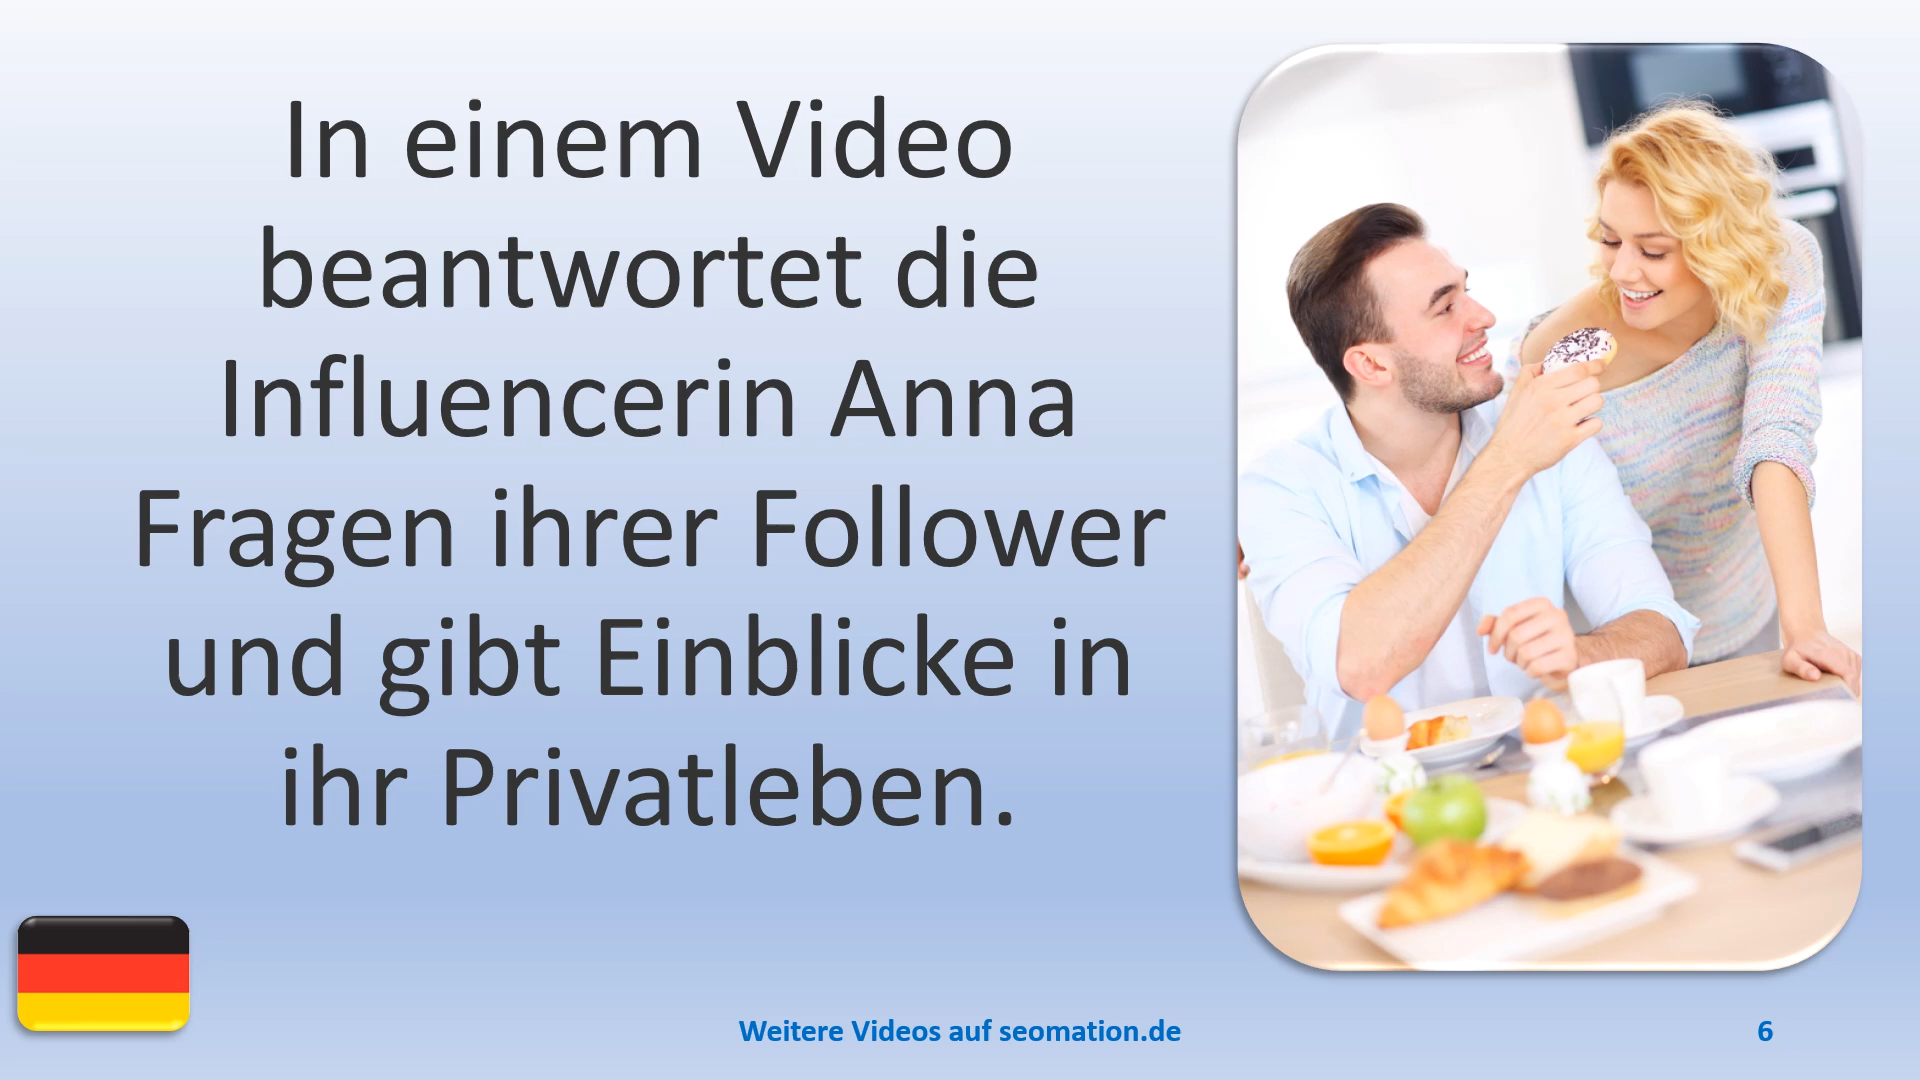 In einem Video
beantwortet die
Influencerin Anna
Fragen ihrer Follower
und gibt Einblicke in
ihr Privatleben.
Weitere Videos auf seomation.de
6